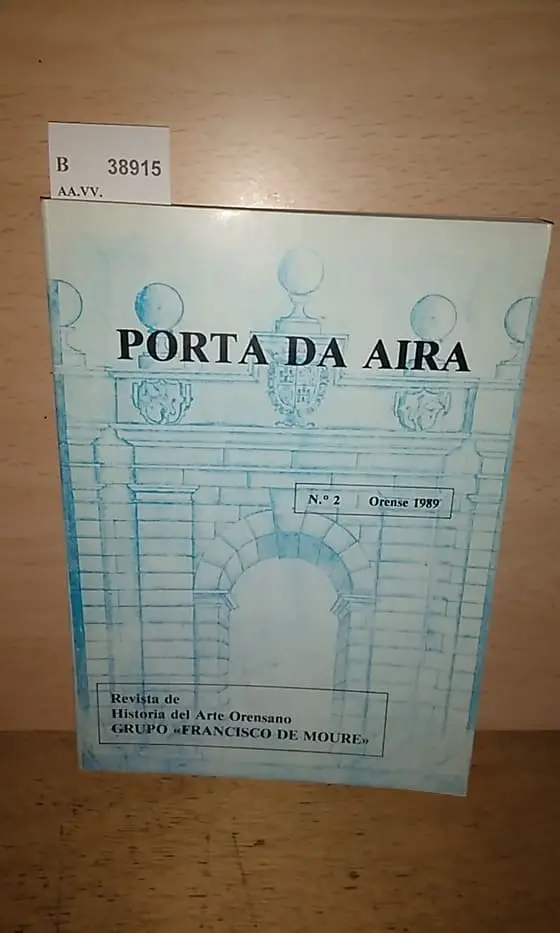 B 38915
AA.VV.
PORTA DA AIRA
N.º 2 Orense 1989
Revista de
Historia del Arte Orensano
GRUPO «FRANCISCO DE MOURE»